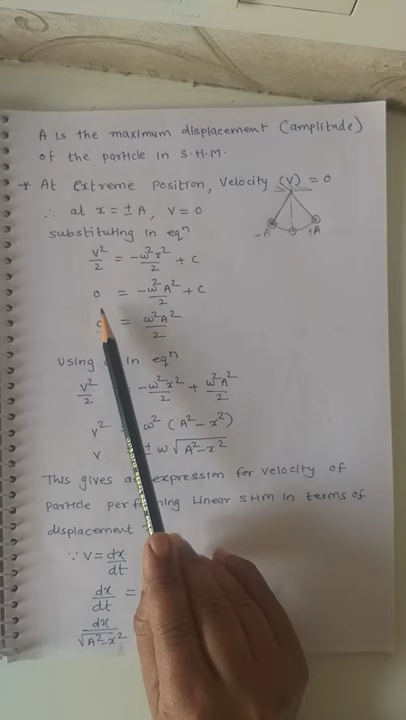 A is the maximum displacement (amplitude)
of the particle in S.H.M.
* At extreme position, velocity (V) = 0
∴ at x = ± A, V = 0
-A +A
substituting in eqⁿ
V²/2 = -ω²x²/2 + C
0 = -ω²A²/2 + C
= ω²A²/2
Using in eqⁿ
V²/2 -ω²x²/2 + ω²A²/2
V² ω² (A² - x²)
V ± ω √A²-x²
This gives expression for velocity of
particle performing linear SHM in terms of
displacement
∵ V = dx/dt
dx/dt =
dx/√A²-x²